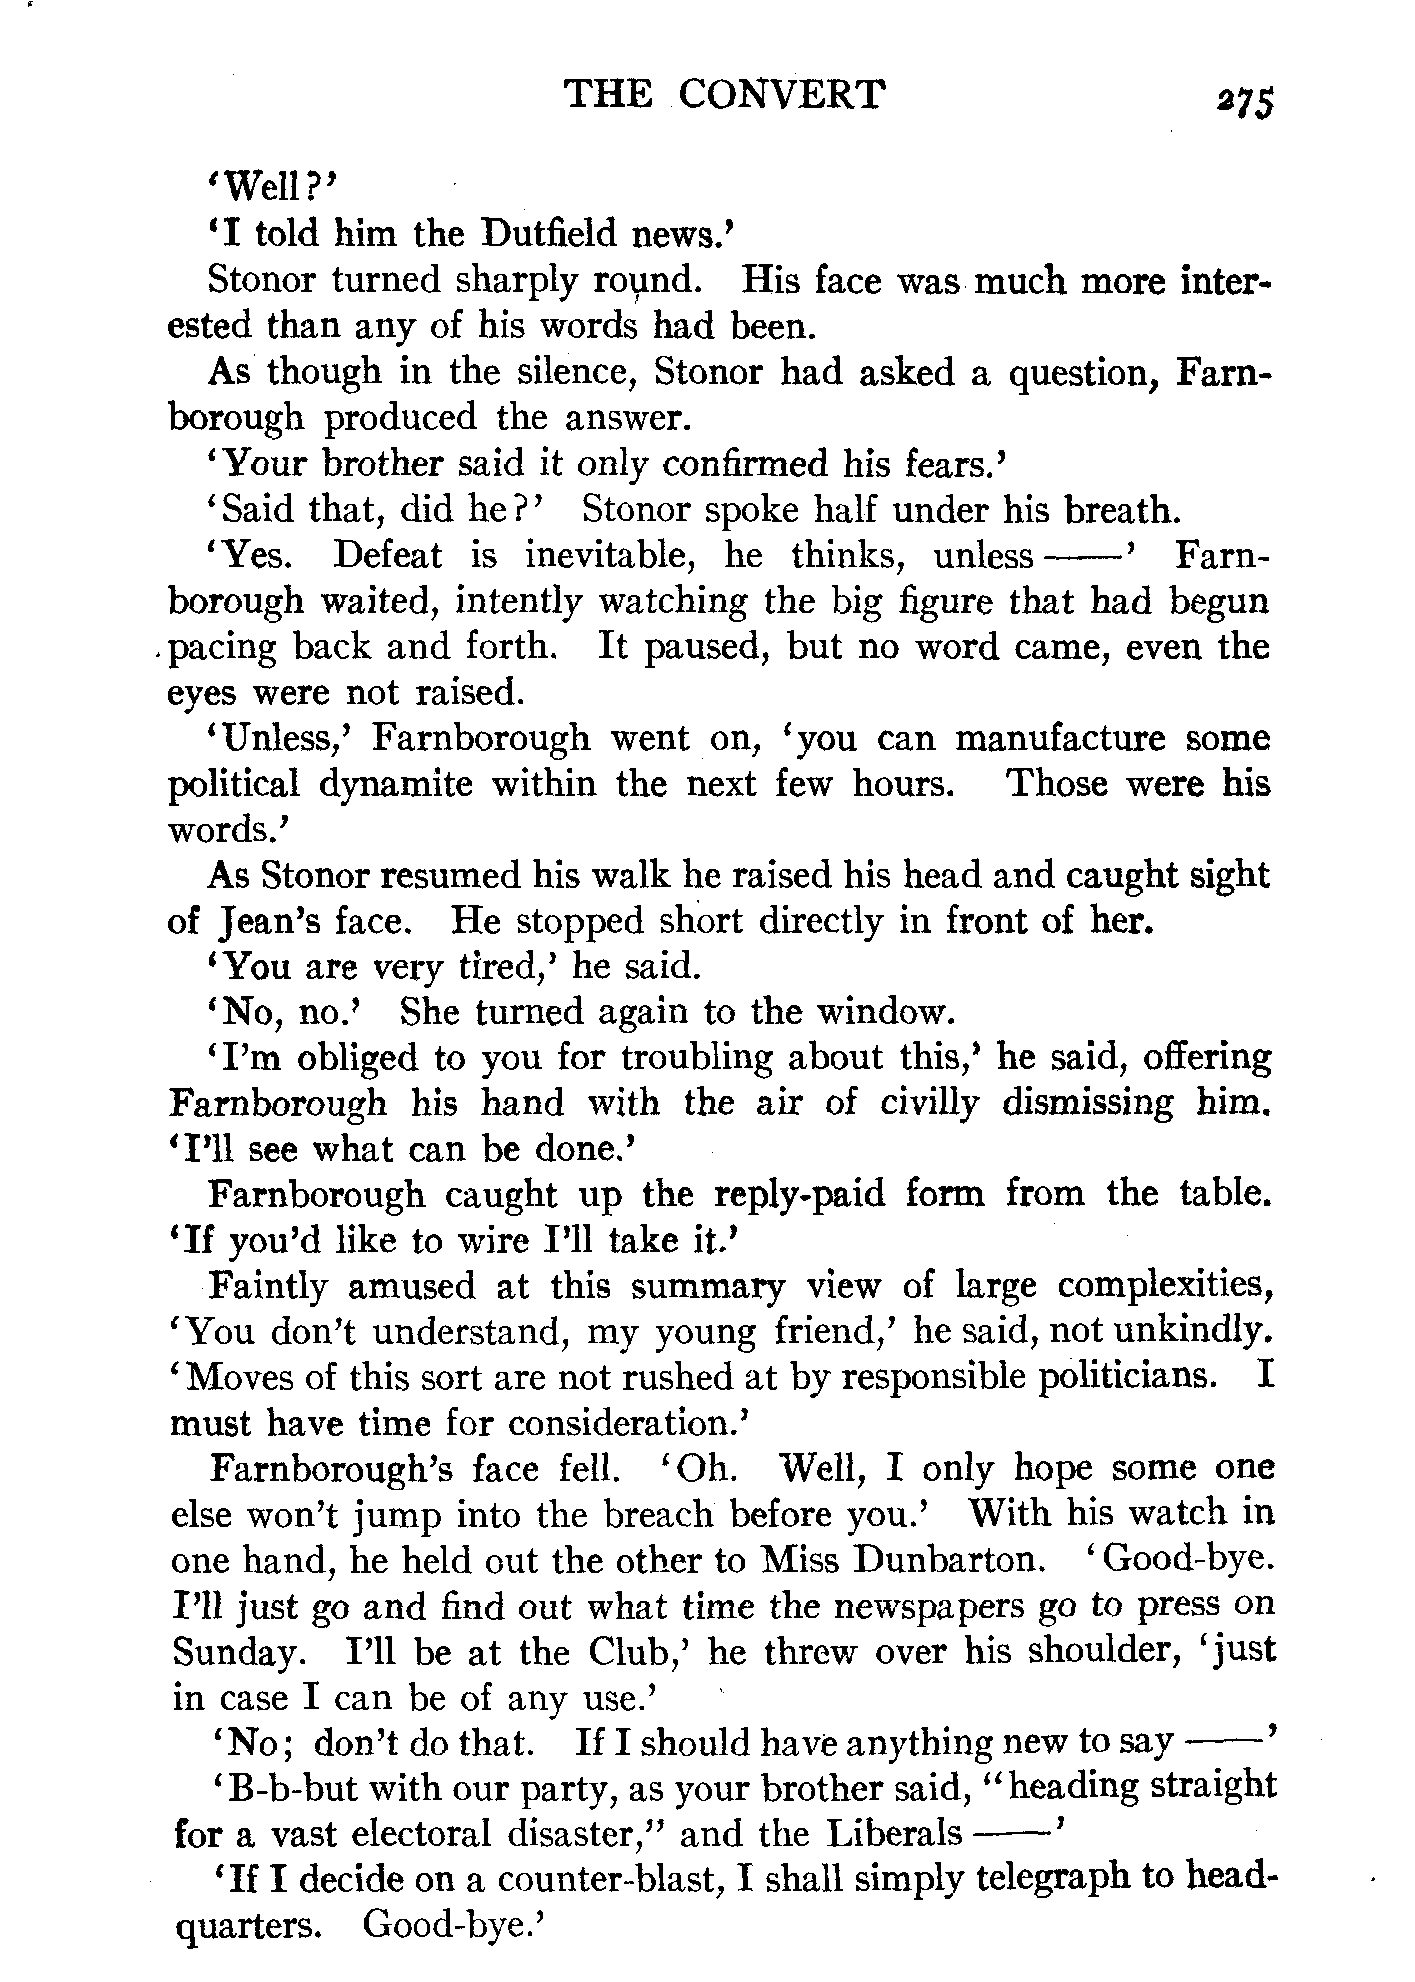 THE CONVERT 275
‘Well?’
‘I told him the Dutfield news.’
Stonor turned sharply round. His face was much more inter-
ested than any of his words had been.
As though in the silence, Stonor had asked a question, Farn-
borough produced the answer.
‘Your brother said it only confirmed his fears.’
‘Said that, did he?’ Stonor spoke half under his breath.
‘Yes. Defeat is inevitable, he thinks, unless ——’ Farn-
borough waited, intently watching the big figure that had begun
pacing back and forth. It paused, but no word came, even the
eyes were not raised.
‘Unless,’ Farnborough went on, ‘you can manufacture some
political dynamite within the next few hours. Those were his
words.’
As Stonor resumed his walk he raised his head and caught sight
of Jean’s face. He stopped short directly in front of her.
‘You are very tired,’ he said.
‘No, no.’ She turned again to the window.
‘I’m obliged to you for troubling about this,’ he said, offering
Farnborough his hand with the air of civilly dismissing him.
‘I’ll see what can be done.’
Farnborough caught up the reply-paid form from the table.
‘If you’d like to wire I’ll take it.’
Faintly amused at this summary view of large complexities,
‘You don’t understand, my young friend,’ he said, not unkindly.
‘Moves of this sort are not rushed at by responsible politicians. I
must have time for consideration.’
Farnborough’s face fell. ‘Oh. Well, I only hope some one
else won’t jump into the breach before you.’ With his watch in
one hand, he held out the other to Miss Dunbarton. ‘Good-bye.
I’ll just go and find out what time the newspapers go to press on
Sunday. I’ll be at the Club,’ he threw over his shoulder, ‘just
in case I can be of any use.’
‘No; don’t do that. If I should have anything new to say ——’
‘B-b-but with our party, as your brother said, “heading straight
for a vast electoral disaster,” and the Liberals ——’
‘If I decide on a counter-blast, I shall simply telegraph to head-
quarters. Good-bye.’